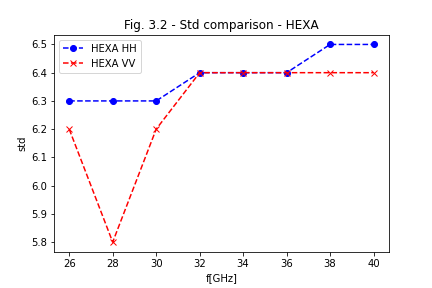 Fig. 3.2 - Std comparison - HEXA
HEXA HH
HEXA VV
6.5
6.4
6.3
6.2
6.1
6.0
5.9
5.8
std
26 28 30 32 34 36 38 40
f[GHz]